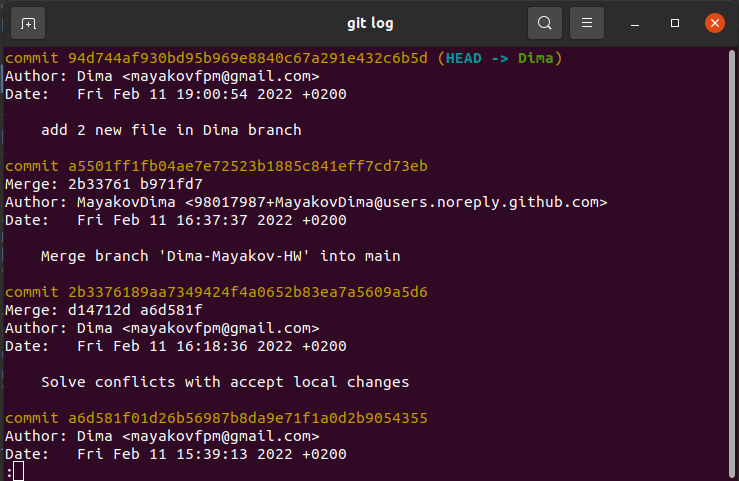 git log
commit 94d744af930bd95b969e8840c67a291e432c6b5d (HEAD -> Dima)
Author: Dima <mayakovfpm@gmail.com>
Date:   Fri Feb 11 19:00:54 2022 +0200
add 2 new file in Dima branch
commit a5501ff1fb04ae7e72523b1885c841eff7cd73eb
Merge: 2b33761 b971fd7
Author: MayakovDima <98017987+MayakovDima@users.noreply.github.com>
Date:   Fri Feb 11 16:37:37 2022 +0200
Merge branch 'Dima-Mayakov-HW' into main
commit 2b3376189aa7349424f4a0652b83ea7a5609a5d6
Merge: d14712d a6d581f
Author: Dima <mayakovfpm@gmail.com>
Date:   Fri Feb 11 16:18:36 2022 +0200
Solve conflicts with accept local changes
commit a6d581f01d26b56987b8da9e71f1a0d2b9054355
Author: Dima <mayakovfpm@gmail.com>
Date:   Fri Feb 11 15:39:13 2022 +0200
: